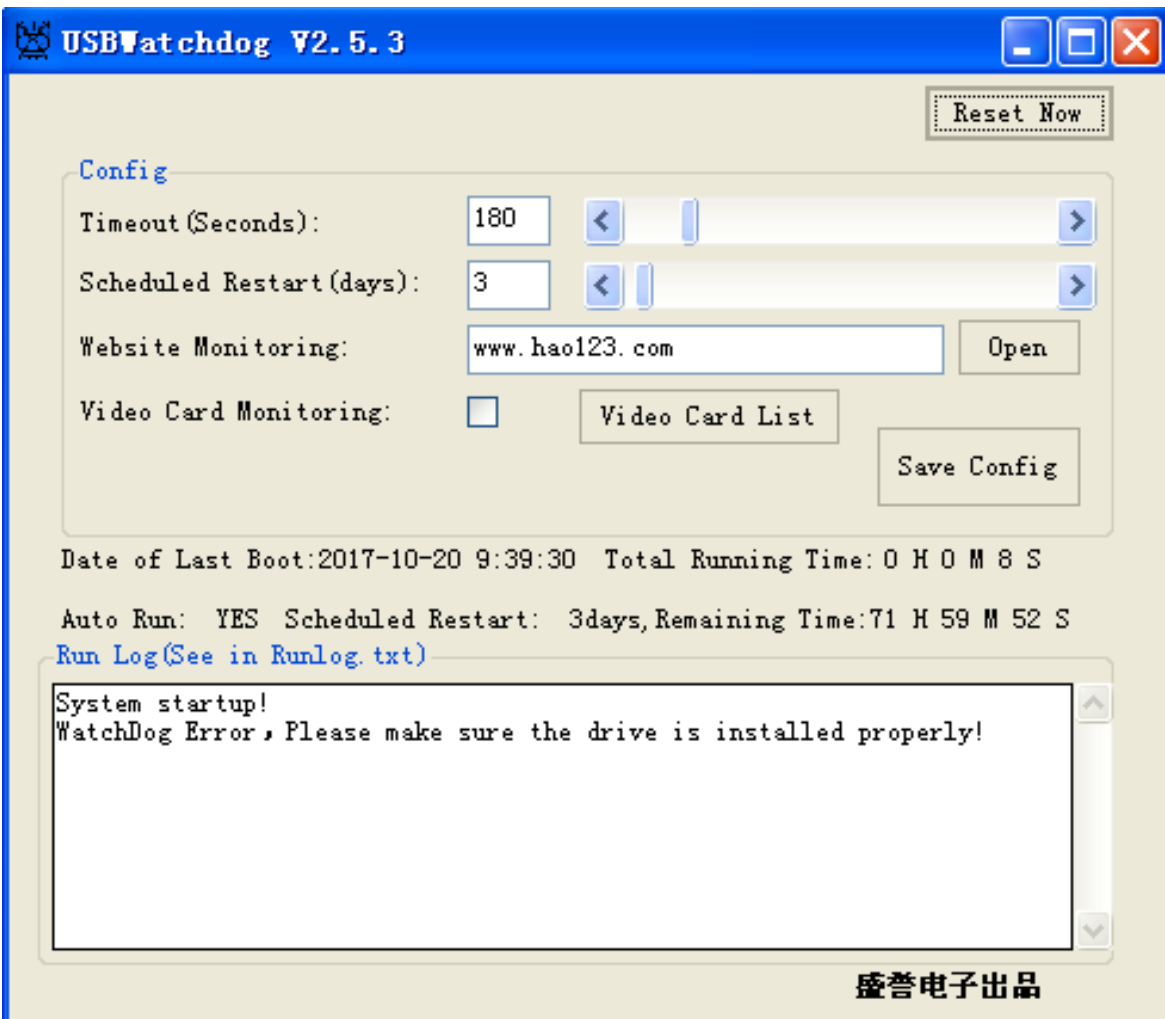 USBWatchdog V2.5.3
Reset Now
Config
Timeout(Seconds): 180
Scheduled Restart(days): 3
Website Monitoring: www.hao123.com Open
Video Card Monitoring: Video Card List
Save Config
Date of Last Boot:2017-10-20 9:39:30 Total Running Time: 0 H 0 M 8 S
Auto Run: YES Scheduled Restart: 3days,Remaining Time:71 H 59 M 52 S
Run Log(See in Runlog.txt)
System startup!
WatchDog Error，Please make sure the drive is installed properly!
盛誉电子出品